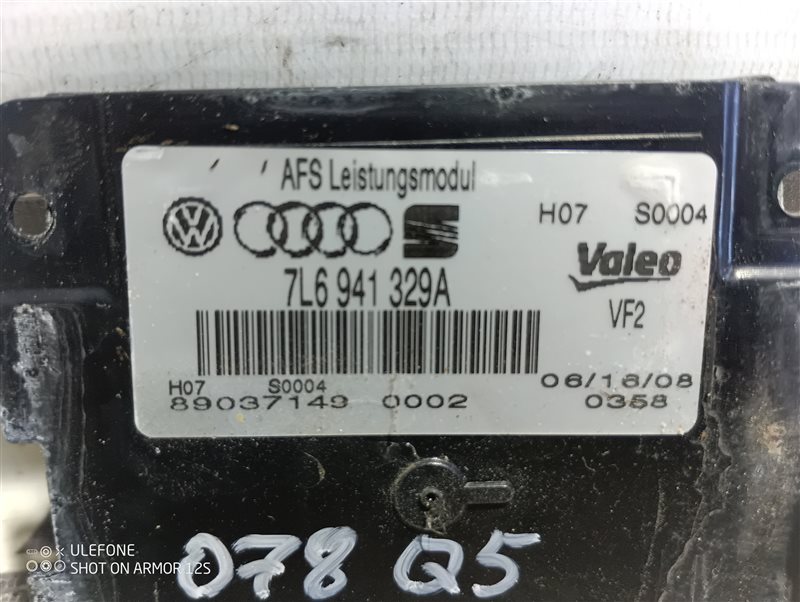 AFS Leistungsmodul
H07 S0004
7L6 941 329A
Valeo
VF2
H07 S0004
89037149 0002
06/16/08
0358
078 Q5
ULEFONE
SHOT ON ARMOR 12S